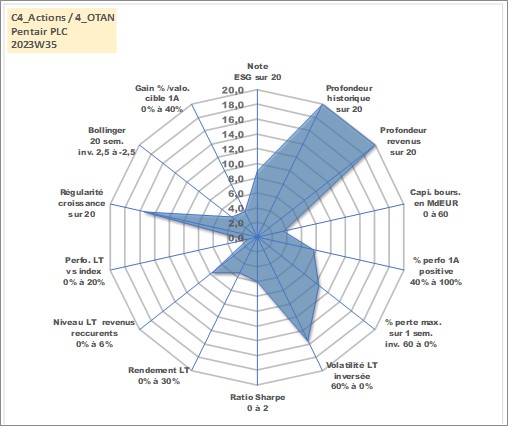 C4_Actions / 4_OTAN
Pentair PLC
2023W35
Note
ESG sur 20
Profondeur
historique
sur 20
Profondeur
revenus
sur 20
Capi. bours.
en MdEUR
0 à 60
% perfo 1A
positive
40% à 100%
% perte max.
sur 1 sem.
inv. 60 à 0%
Volatilité LT
inversée
60% à 0%
Ratio Sharpe
0 à 2
Rendement LT
0% à 30%
Niveau LT revenus
reccurents
0% à 6%
Perfo. LT
vs index
0% à 20%
Régularité
croissance
sur 20
Bollinger
20 sem.
inv. 2,5 à -2,5
Gain % /valo.
cible 1A
0% à 40%
20,0
18,0
16,0
14,0
12,0
10,0
8,0
6,0
4,0
2,0
0,0